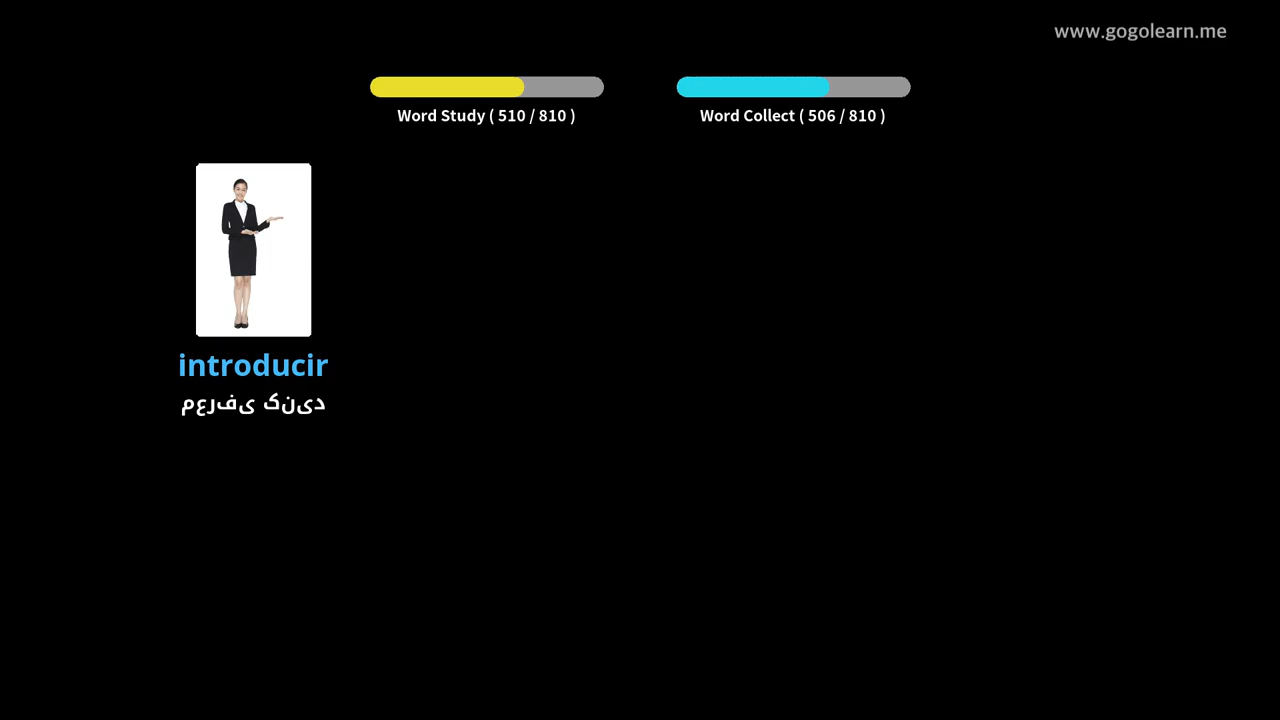 www.gogolearn.me
Word Study ( 510 / 810 )
Word Collect ( 506 / 810 )
introducir
معرفی کنید